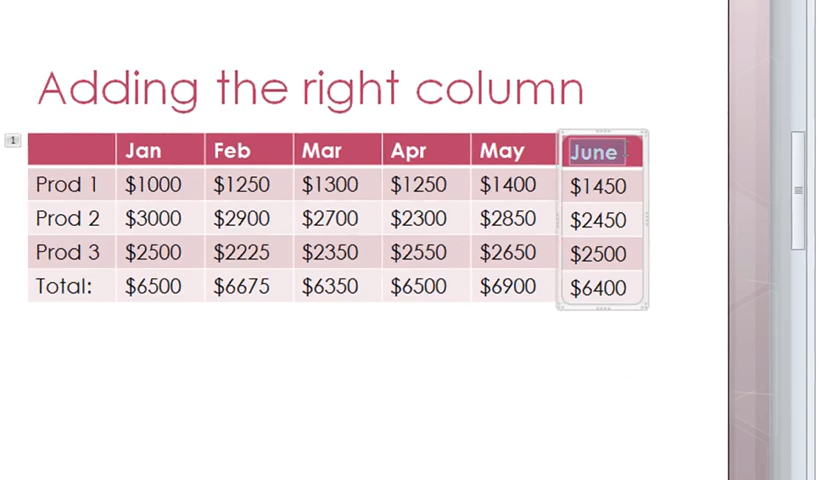 Adding the right column
1
Jan Feb Mar Apr May June
Prod 1 $1000 $1250 $1300 $1250 $1400 $1450
Prod 2 $3000 $2900 $2700 $2300 $2850 $2450
Prod 3 $2500 $2225 $2350 $2550 $2650 $2500
Total: $6500 $6675 $6350 $6500 $6900 $6400